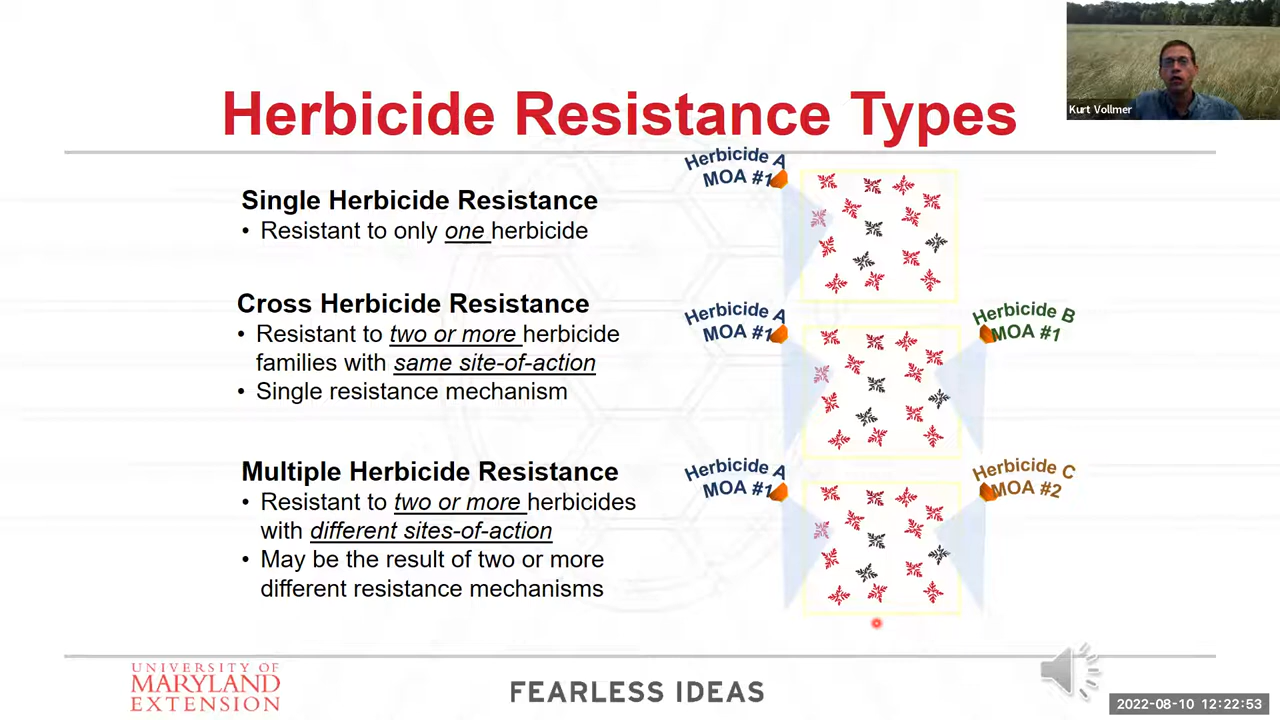 Kurt Vollmer
Herbicide Resistance Types
Single Herbicide Resistance
• Resistant to only one herbicide
Herbicide A
MOA #1
Cross Herbicide Resistance
• Resistant to two or more herbicide
families with same site-of-action
• Single resistance mechanism
Herbicide A
MOA #1
Herbicide B
MOA #1
Multiple Herbicide Resistance
• Resistant to two or more herbicides
with different sites-of-action
• May be the result of two or more
different resistance mechanisms
Herbicide A
MOA #1
Herbicide C
MOA #2
UNIVERSITY OF
MARYLAND
EXTENSION
FEARLESS IDEAS
2022-08-10 12:22:53